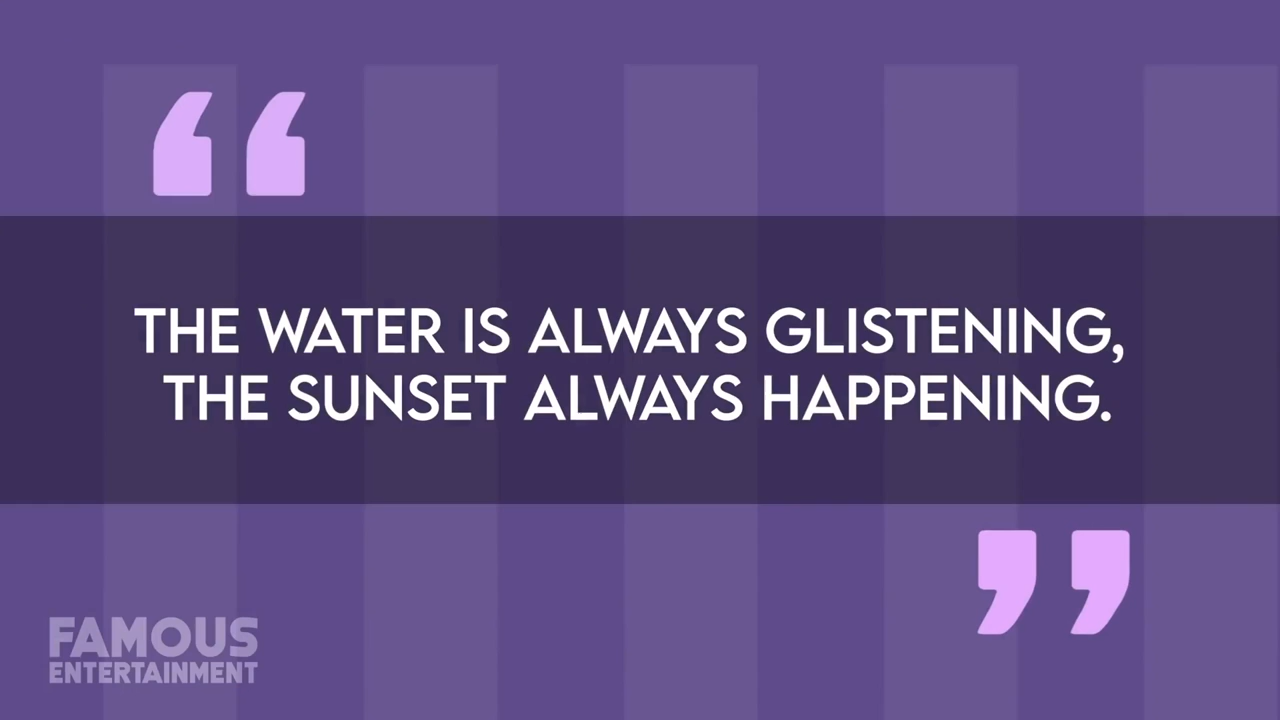 THE WATER IS ALWAYS GLISTENING,
THE SUNSET ALWAYS HAPPENING.
FAMOUS
ENTERTAINMENT